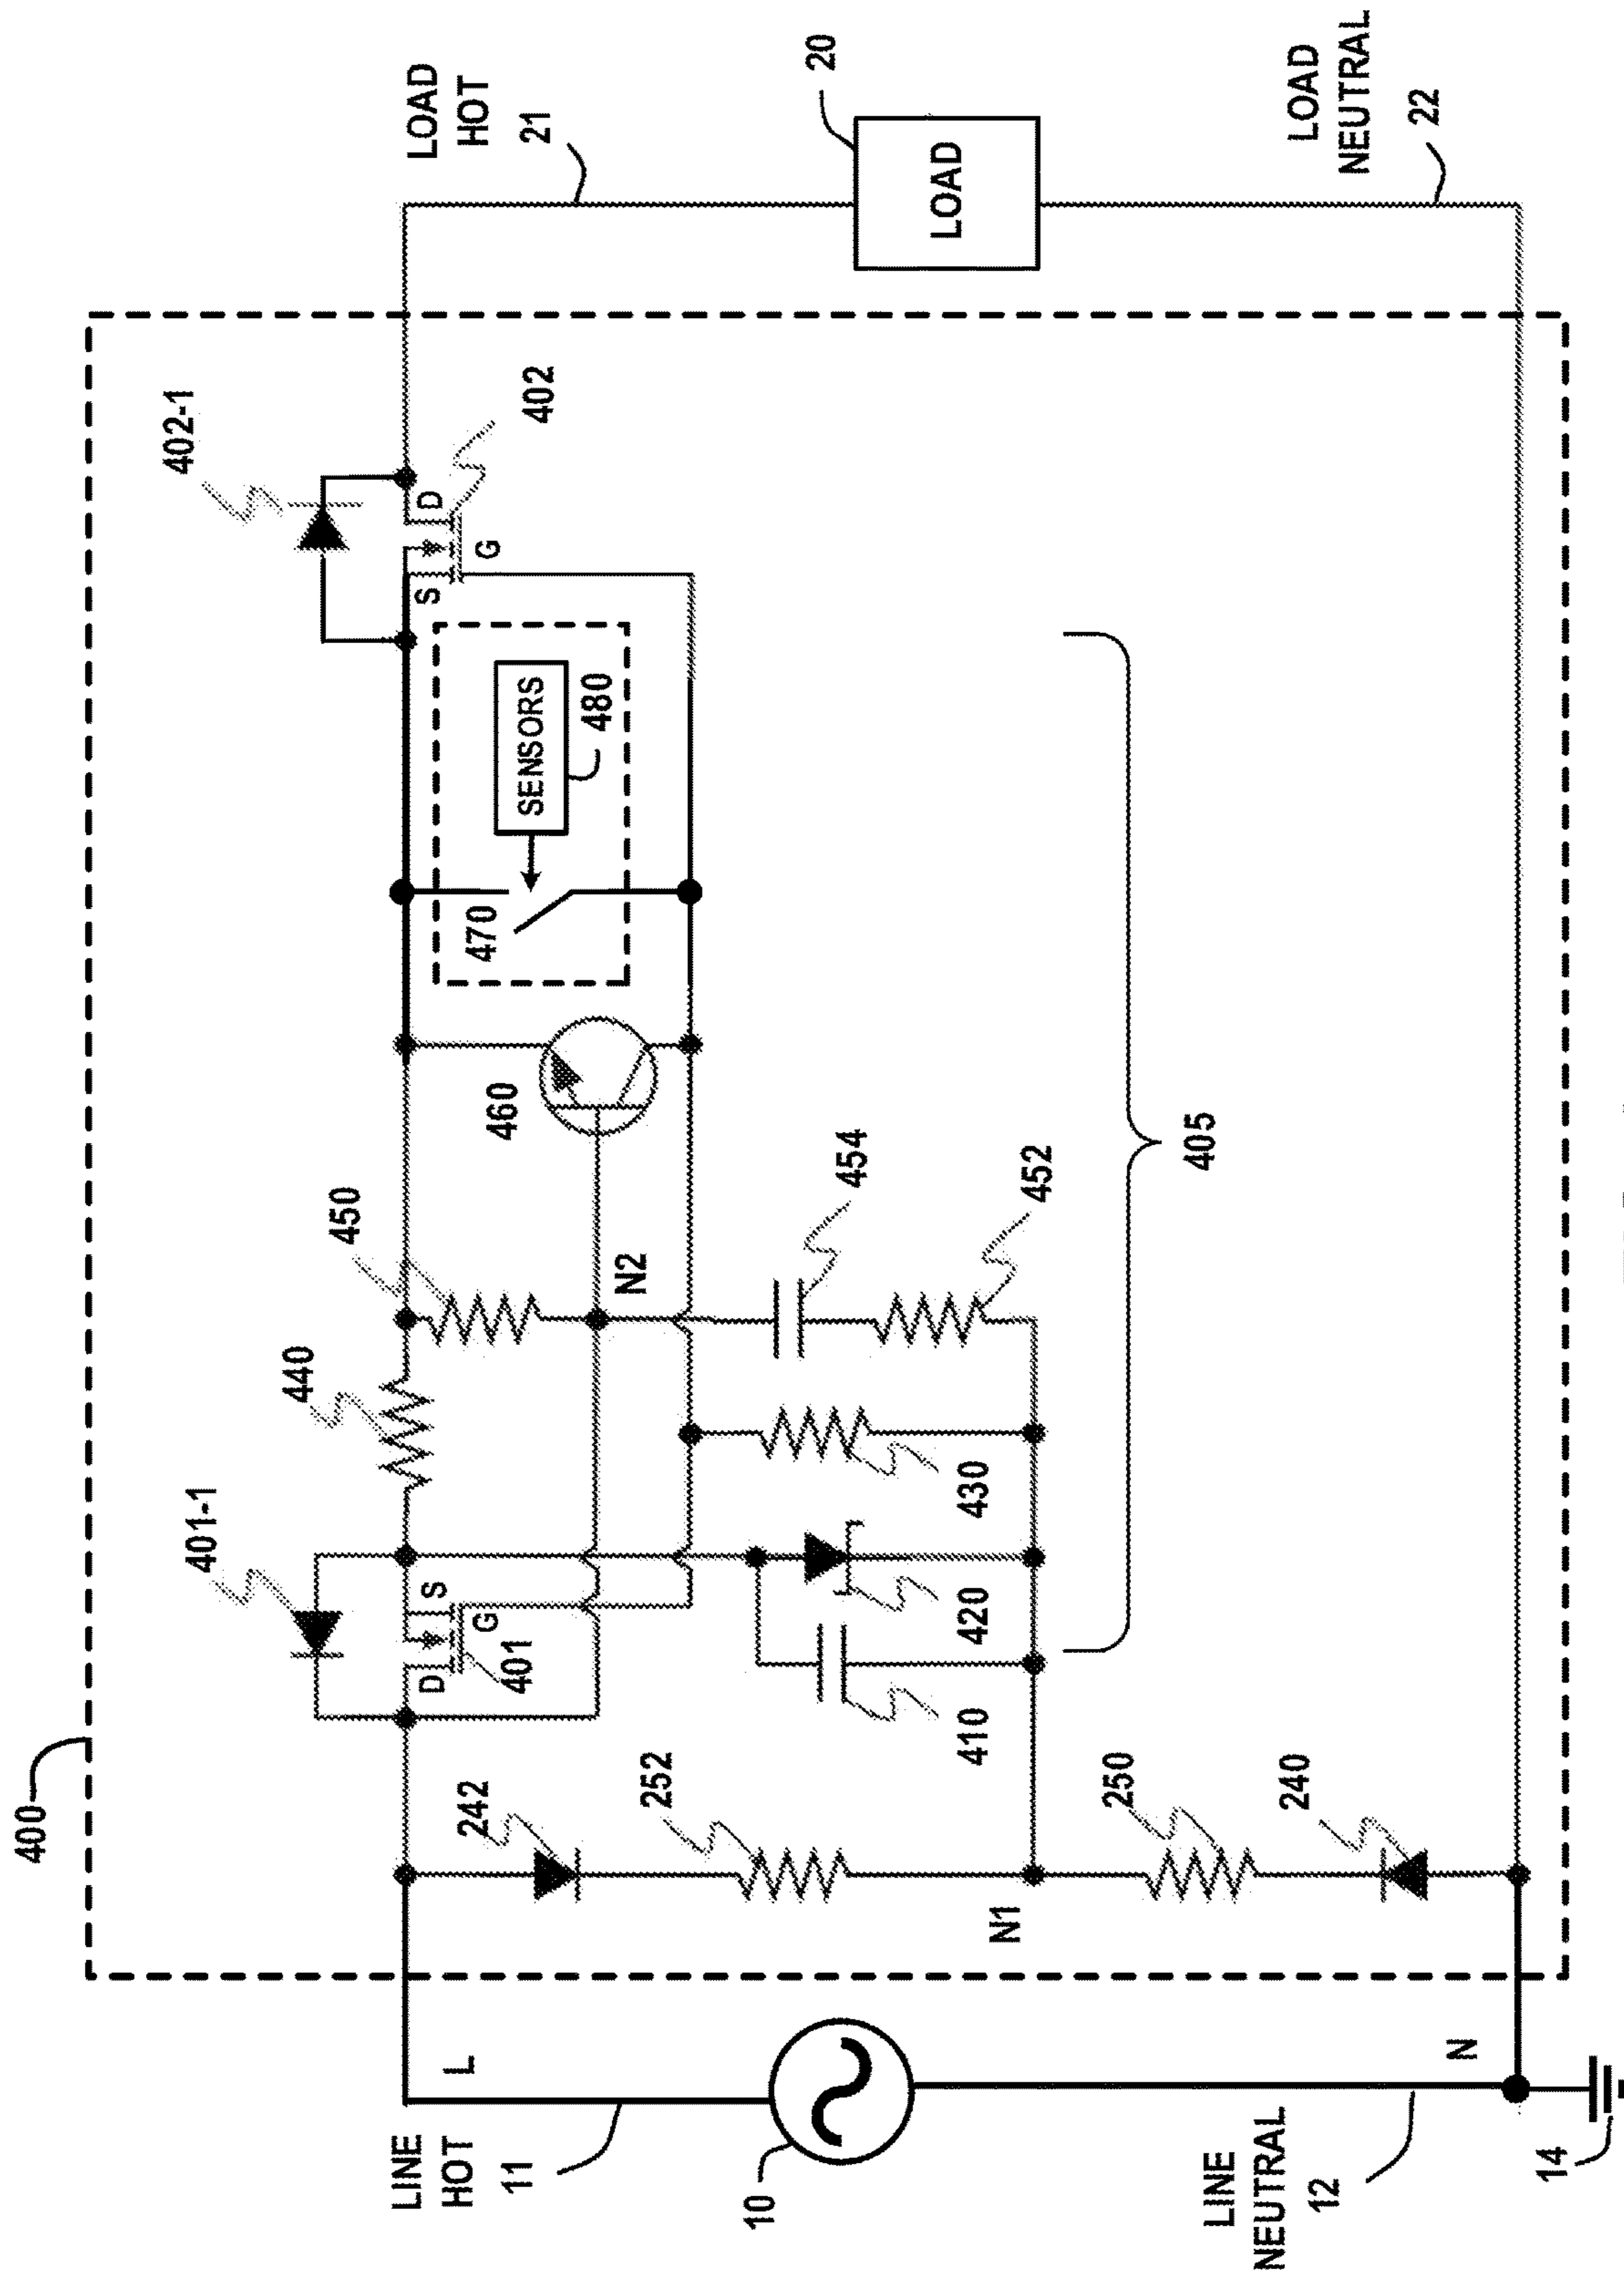 400
LINE
HOT
11
L
10
LINE
NEUTRAL
12
N
14
242
252
N1
250
240
401-1
D
S
G
401
410
420
430
440
450
N2
454
452
460
405
470
SENSORS
480
402-1
S
D
G
402
LOAD
HOT
21
20
LOAD
LOAD
NEUTRAL
22